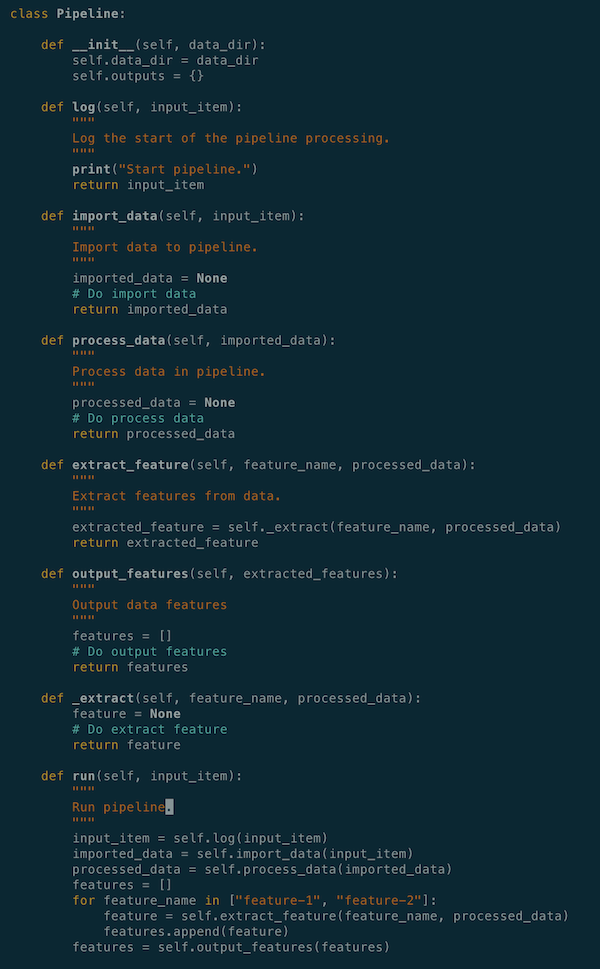 class Pipeline:
    def __init__(self, data_dir):
        self.data_dir = data_dir
        self.outputs = {}
    def log(self, input_item):
        """
        Log the start of the pipeline processing.
        """
        print("Start pipeline.")
        return input_item
    def import_data(self, input_item):
        """
        Import data to pipeline.
        """
        imported_data = None
        # Do import data
        return imported_data
    def process_data(self, imported_data):
        """
        Process data in pipeline.
        """
        processed_data = None
        # Do process data
        return processed_data
    def extract_feature(self, feature_name, processed_data):
        """
        Extract features from data.
        """
        extracted_feature = self._extract(feature_name, processed_data)
        return extracted_feature
    def output_features(self, extracted_features):
        """
        Output data features
        """
        features = []
        # Do output features
        return features
    def _extract(self, feature_name, processed_data):
        feature = None
        # Do extract feature
        return feature
    def run(self, input_item):
        """
        Run pipeline.
        """
        input_item = self.log(input_item)
        imported_data = self.import_data(input_item)
        processed_data = self.process_data(imported_data)
        features = []
        for feature_name in ["feature-1", "feature-2"]:
            feature = self.extract_feature(feature_name, processed_data)
            features.append(feature)
        features = self.output_features(features)